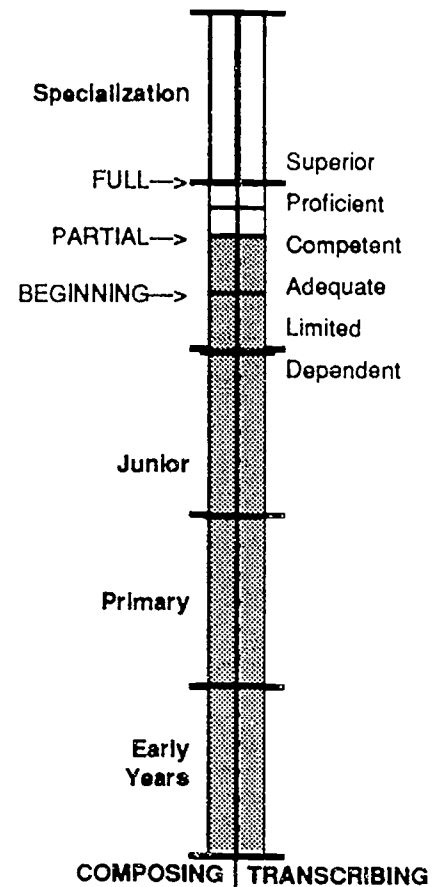 Specialization
Superior
FULL—>
Proficient
PARTIAL—>
Competent
BEGINNING—>
Adequate
Limited
Dependent
Junior
Primary
Early
Years
COMPOSING TRANSCRIBING